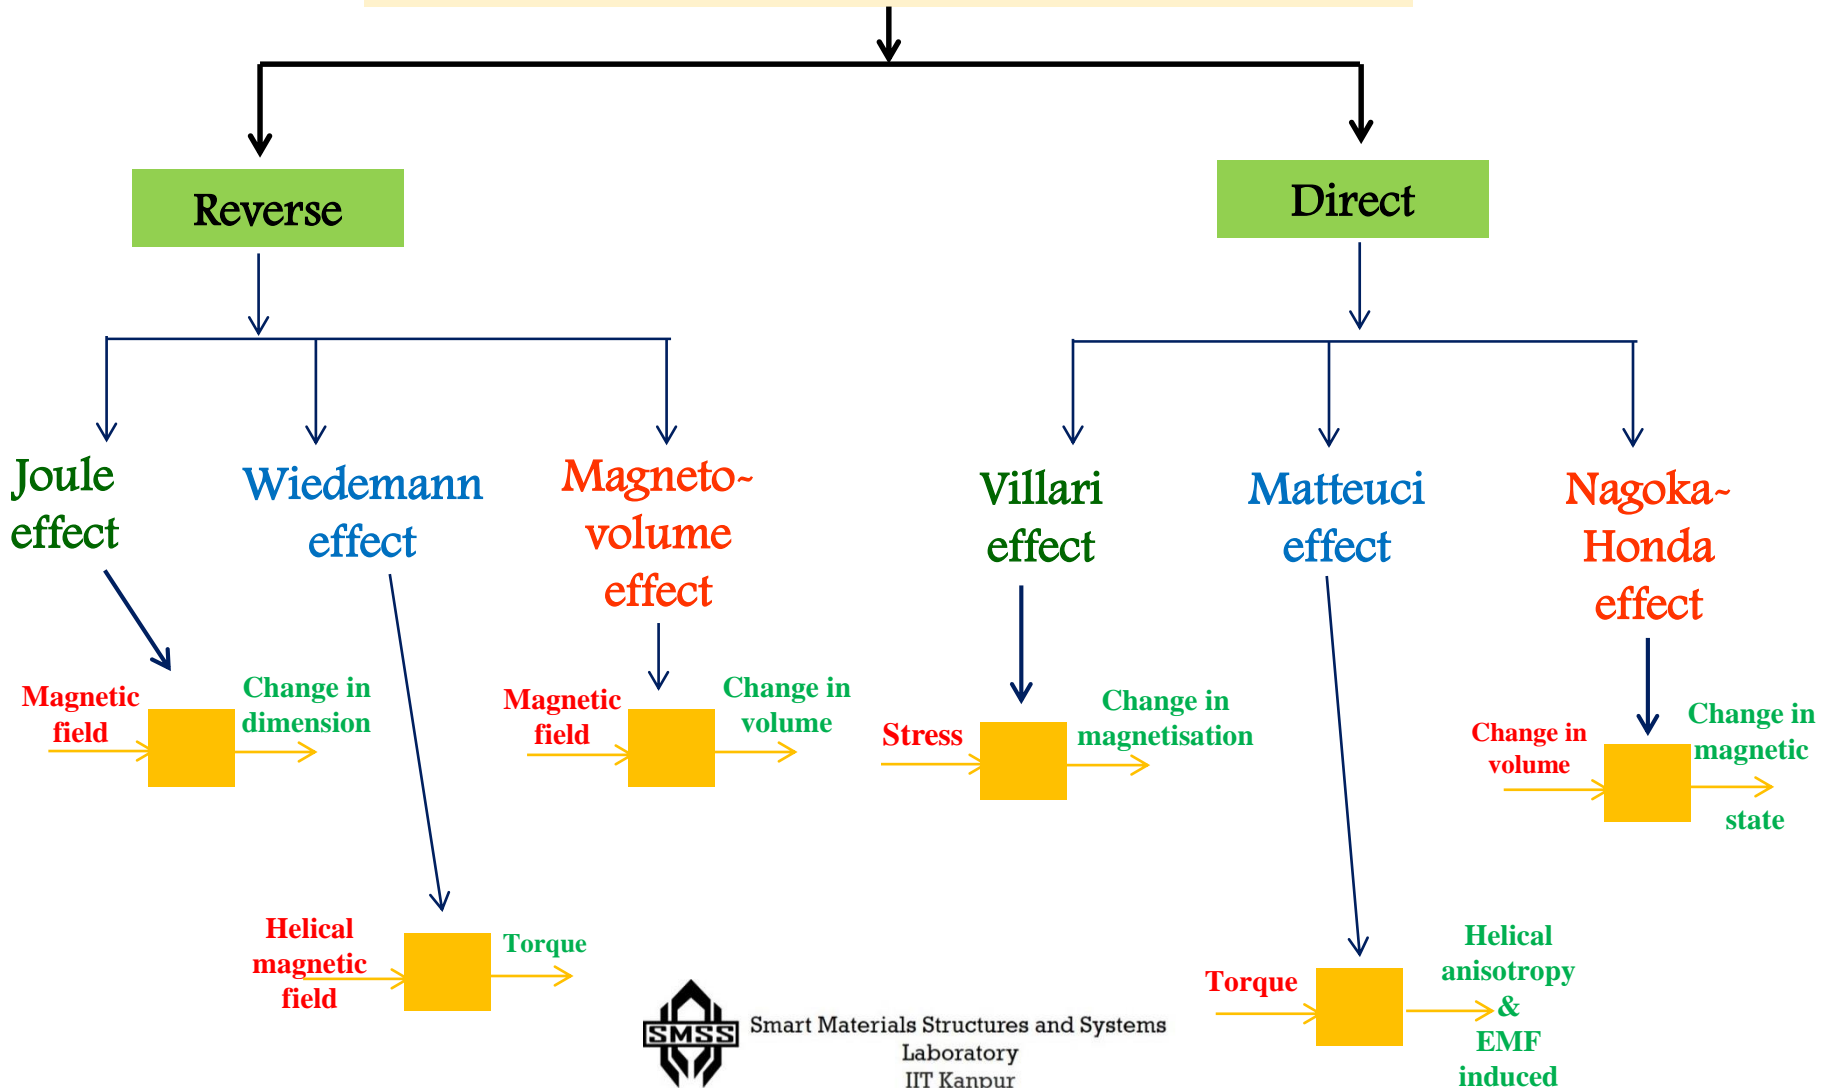 Reverse
Direct
Joule
effect
Wiedemann
effect
Magneto-
volume
effect
Villari
effect
Matteuci
effect
Nagoka-
Honda
effect
Magnetic
field
Change in
dimension
Magnetic
field
Change in
volume
Stress
Change in
magnetisation
Change in
volume
Change in
magnetic
state
Helical
magnetic
field
Torque
Torque
Helical
anisotropy
&
EMF
induced
SMSS
Smart Materials Structures and Systems
Laboratory
IIT Kanpur